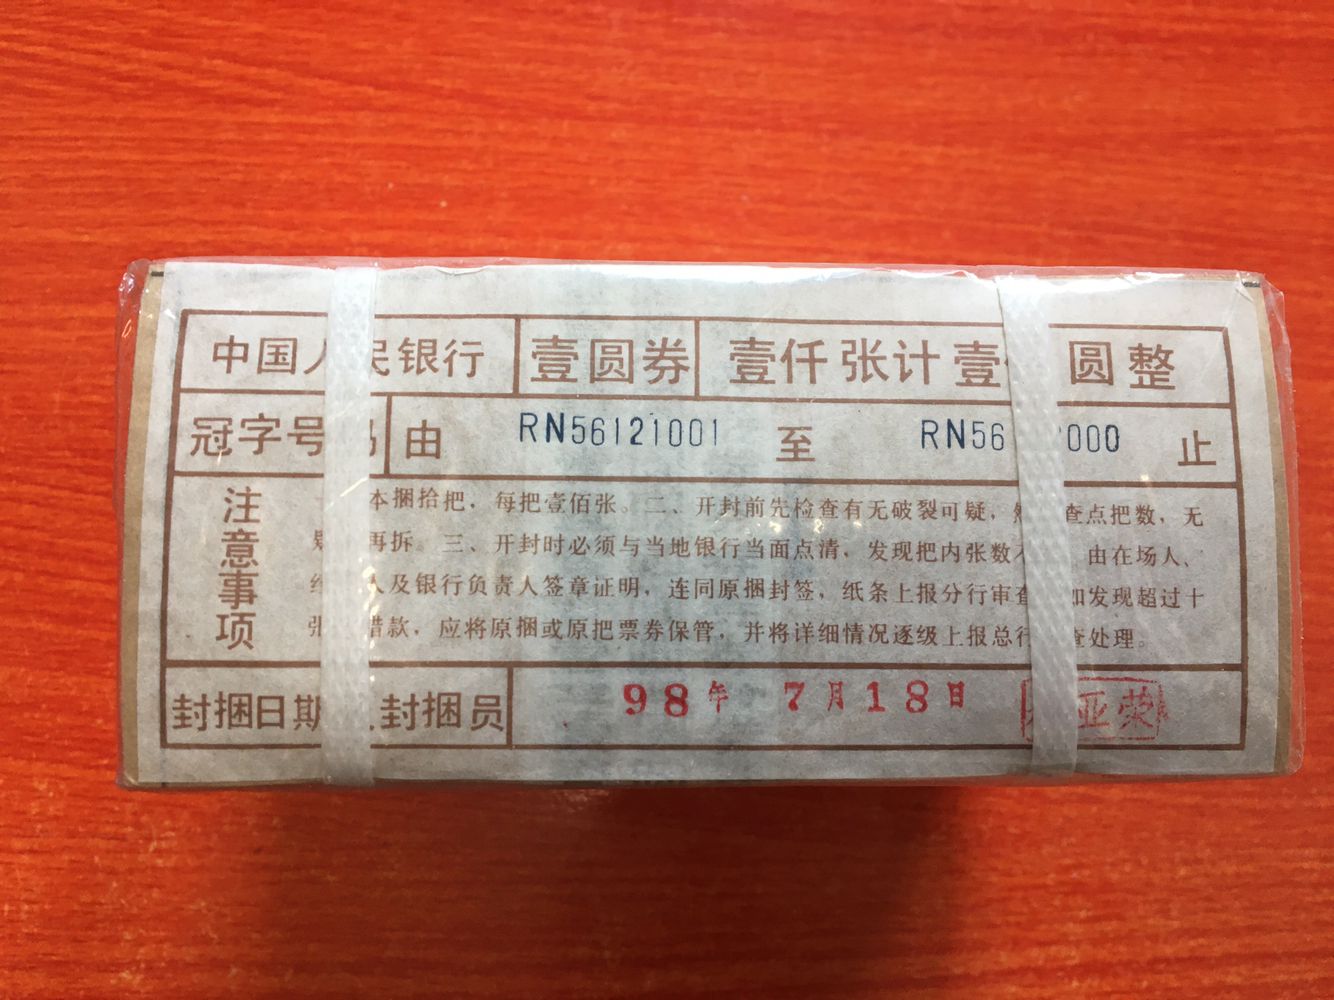 中国人民银行 壹圆券 壹仟张计壹 圆整
冠字号码 由 RN56121001 至 RN56 2000 止
注意事项
本捆拾把，每把壹佰张。二、开封前先检查有无破裂可疑， 查点把数，无
再拆。三、开封时必须与当地银行当面点清，发现把内张数 由在场人、
人及银行负责人签章证明，连同原捆封签，纸条上报分行审查 如发现超过十
张 错款，应将原捆或原把票券保管，并将详细情况逐级上报总行 查处理。
封捆日期 封捆员 98年 7月18日 亚荣